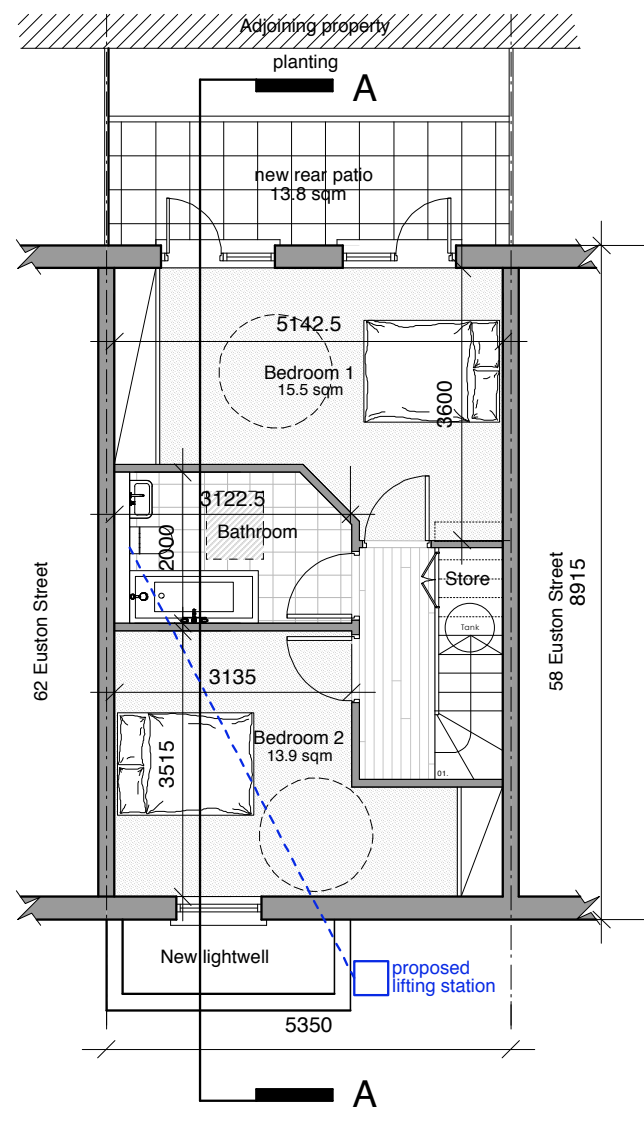 Adjoining property
planting
A
new rear patio
13.8 sqm
5142.5
Bedroom 1
15.5 sqm
3600
3122.5
Bathroom
2000
Store
Tank
62 Euston Street
58 Euston Street
8915
3135
Bedroom 2
13.9 sqm
3515
01.
New lightwell
proposed
lifting station
5350
A